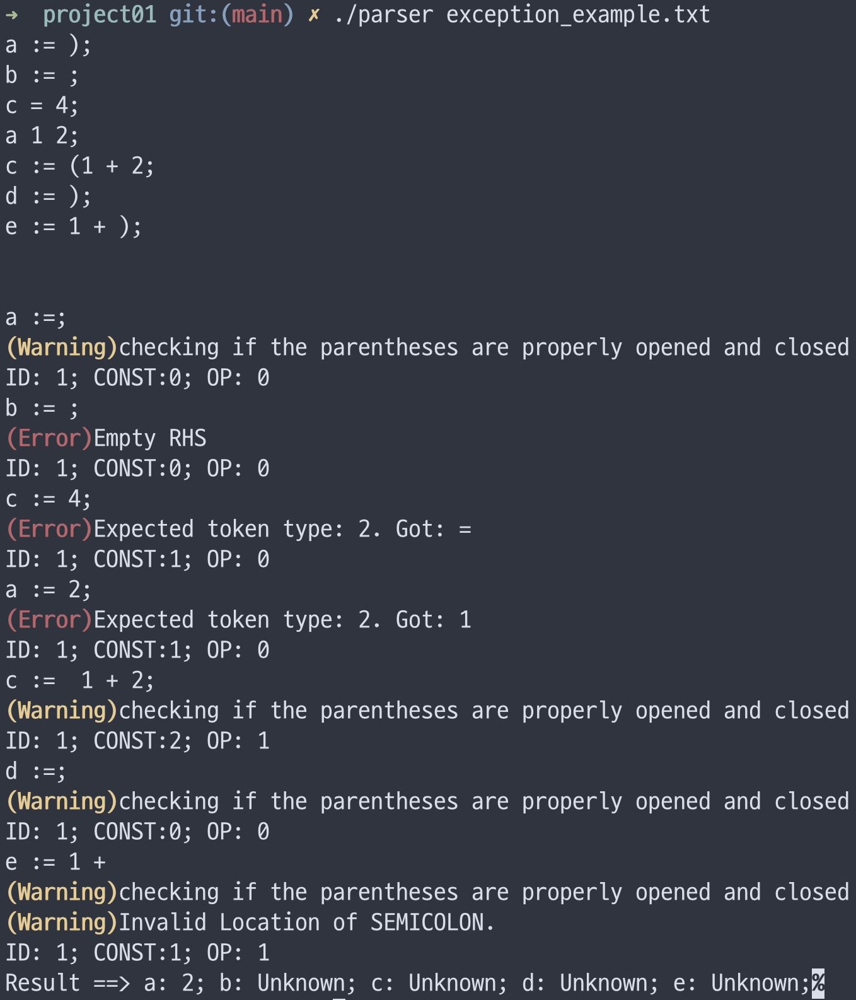 →  project01 git:(main) ✗ ./parser exception_example.txt
a := );
b := ;
c = 4;
a 1 2;
c := (1 + 2;
d := );
e := 1 + );
a :=;
(Warning)checking if the parentheses are properly opened and closed
ID: 1; CONST:0; OP: 0
b := ;
(Error)Empty RHS
ID: 1; CONST:0; OP: 0
c := 4;
(Error)Expected token type: 2. Got: =
ID: 1; CONST:1; OP: 0
a := 2;
(Error)Expected token type: 2. Got: 1
ID: 1; CONST:1; OP: 0
c :=  1 + 2;
(Warning)checking if the parentheses are properly opened and closed
ID: 1; CONST:2; OP: 1
d :=;
(Warning)checking if the parentheses are properly opened and closed
ID: 1; CONST:0; OP: 0
e := 1 +
(Warning)checking if the parentheses are properly opened and closed
(Warning)Invalid Location of SEMICOLON.
ID: 1; CONST:1; OP: 1
Result ==> a: 2; b: Unknown; c: Unknown; d: Unknown; e: Unknown;%